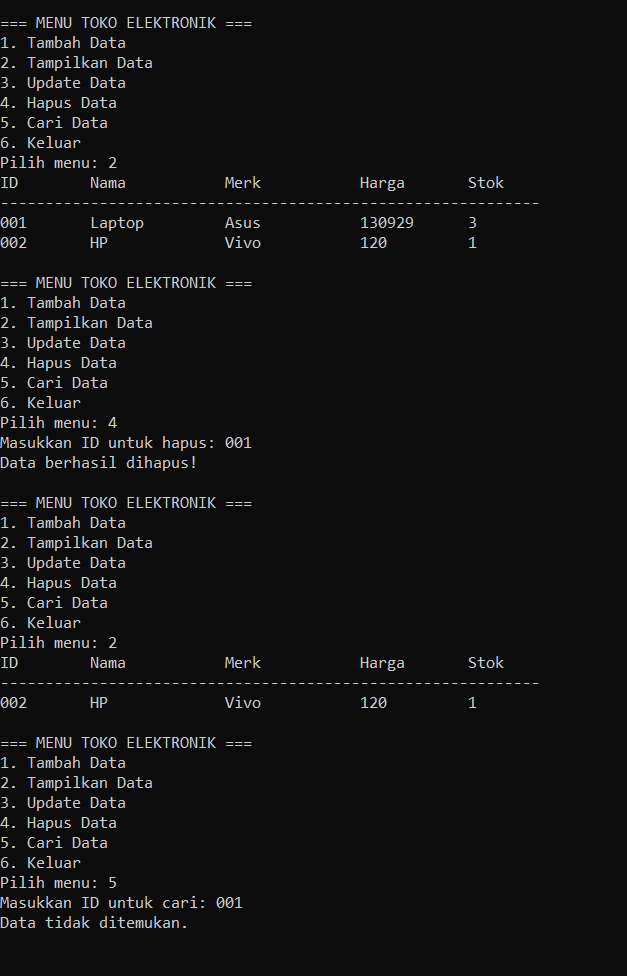 === MENU TOKO ELEKTRONIK ===
1. Tambah Data
2. Tampilkan Data
3. Update Data
4. Hapus Data
5. Cari Data
6. Keluar
Pilih menu: 2
ID        Nama           Merk           Harga       Stok
------------------------------------------------------------
001       Laptop         Asus           130929      3
002       HP             Vivo           120         1

=== MENU TOKO ELEKTRONIK ===
1. Tambah Data
2. Tampilkan Data
3. Update Data
4. Hapus Data
5. Cari Data
6. Keluar
Pilih menu: 4
Masukkan ID untuk hapus: 001
Data berhasil dihapus!

=== MENU TOKO ELEKTRONIK ===
1. Tambah Data
2. Tampilkan Data
3. Update Data
4. Hapus Data
5. Cari Data
6. Keluar
Pilih menu: 2
ID        Nama           Merk           Harga       Stok
------------------------------------------------------------
002       HP             Vivo           120         1

=== MENU TOKO ELEKTRONIK ===
1. Tambah Data
2. Tampilkan Data
3. Update Data
4. Hapus Data
5. Cari Data
6. Keluar
Pilih menu: 5
Masukkan ID untuk cari: 001
Data tidak ditemukan.